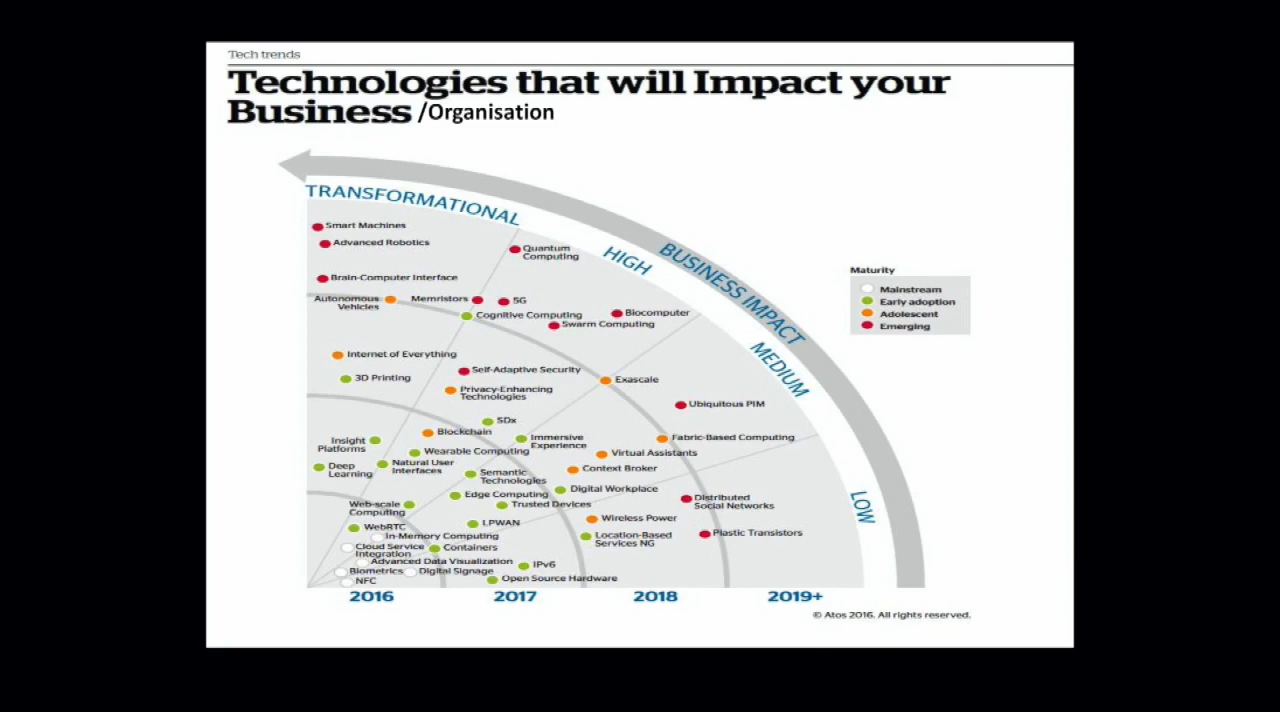 Tech trends
Technologies that will Impact your
Business /Organisation
TRANSFORMATIONAL
HIGH
BUSINESS IMPACT
MEDIUM
LOW
Maturity
Mainstream
Early adoption
Adolescent
Emerging
Smart Machines
Advanced Robotics
Quantum
Computing
Brain-Computer Interface
Autonomous
Vehicles
Memristors
5G
Cognitive Computing
Biocomputer
Swarm Computing
Internet of Everything
3D Printing
Self-Adaptive Security
Privacy-Enhancing
Technologies
Exascale
Ubiquitous PIM
SDx
Blockchain
Immersive
Experience
Fabric-Based Computing
Insight
Platforms
Wearable Computing
Virtual Assistants
Deep
Learning
Natural User
Interfaces
Semantic
Technologies
Context Broker
Edge Computing
Digital Workplace
Web-scale
Computing
Trusted Devices
Distributed
Social Networks
WebRTC
LPWAN
Wireless Power
In-Memory Computing
Location-Based
Services NG
Plastic Transistors
Cloud Service
Integration
Containers
Advanced Data Visualization
IPv6
Biometrics
Digital Signage
NFC
Open Source Hardware
2016
2017
2018
2019+
© Atos 2016. All rights reserved.